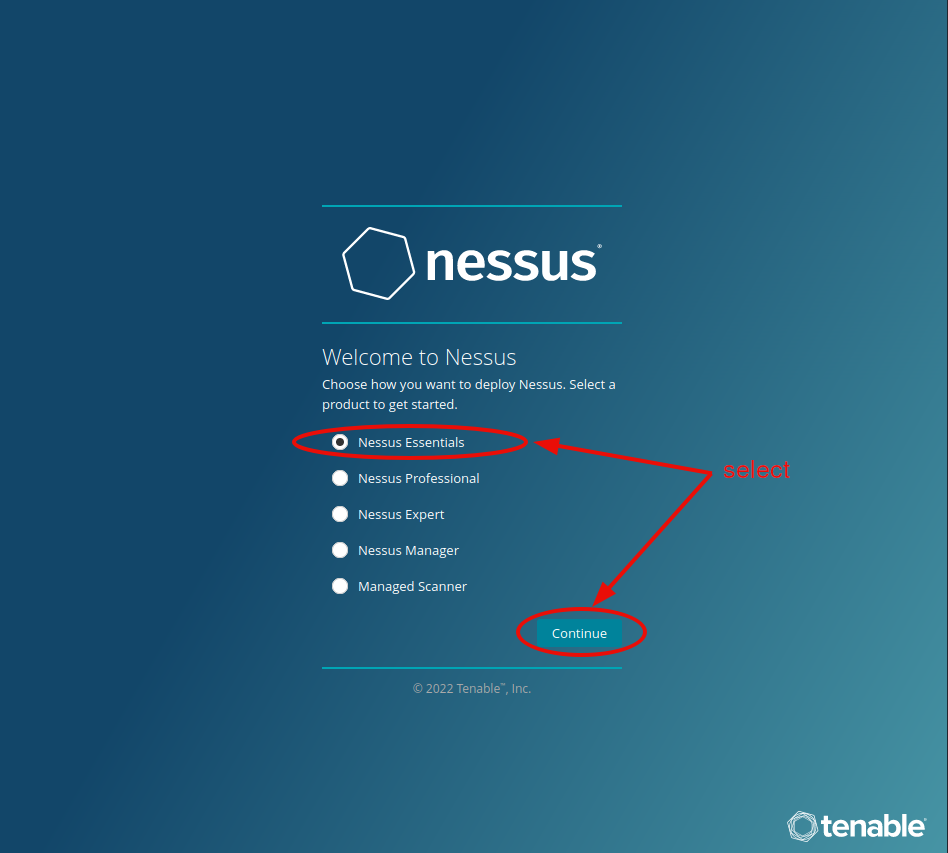 nessus®
Welcome to Nessus
Choose how you want to deploy Nessus. Select a
product to get started.
Nessus Essentials
select
Nessus Professional
Nessus Expert
Nessus Manager
Managed Scanner
Continue
© 2022 Tenable™, Inc.
tenable®